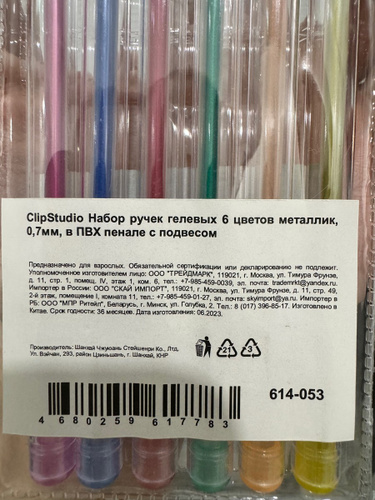 ClipStudio Набор ручек гелевых 6 цветов металлик,
0,7мм, в ПВХ пенале с подвесом
Предназначено для взрослых. Обязательной сертификации или декларированию не подлежит.
Уполномоченное изготовителем лицо: ООО "ТРЕЙДМАРК", 119021, г. Москва, ул. Тимура Фрунзе,
д. 11, стр. 1, помещ. IV, этаж 1, ком. 6, тел.: +7-985-459-0039, эл. почта: trademrkt@yandex.ru.
Импортер в России: ООО "СКАЙ ИМПОРТ", 119021, г. Москва, ул. Тимура Фрунзе, д. 11, стр. 49,
2-й этаж, помещение I, комната 11, тел.: +7-985-459-01-27, эл. почта: skyimport@ya.ru. Импортер в
РБ: ООО "МПР Ритейл", Беларусь, г. Минск, ул. Голубка, 2. Тел.: 8 (017) 396-85-17. Изготовлено в
Китае. Срок годности: 36 месяцев. Дата изготовления: 06.2023.
Производитель: Шанхай Чжуюань Стейшенри Ко., Лтд.
Ул. Вэйчан, 293, район Цзиньшань, г. Шанхай, КНР
21 3
614-053
4 680259 617783